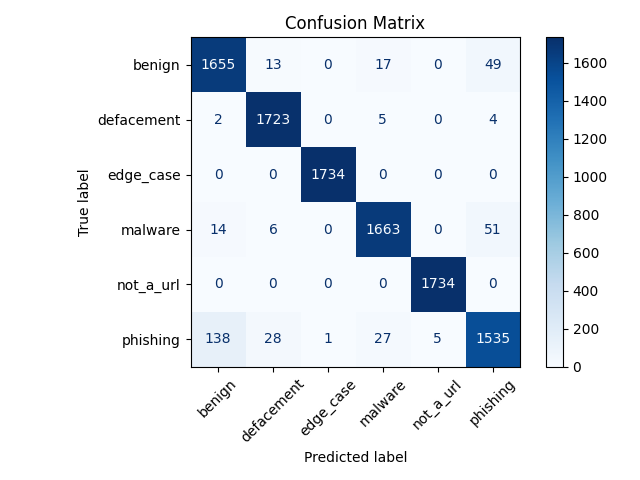 Confusion Matrix
True label
benign 1655 13 0 17 0 49
defacement 2 1723 0 5 0 4
edge_case 0 0 1734 0 0 0
malware 14 6 0 1663 0 51
not_a_url 0 0 0 0 1734 0
phishing 138 28 1 27 5 1535
benign defacement edge_case malware not_a_url phishing
Predicted label
1600
1400
1200
1000
800
600
400
200
0